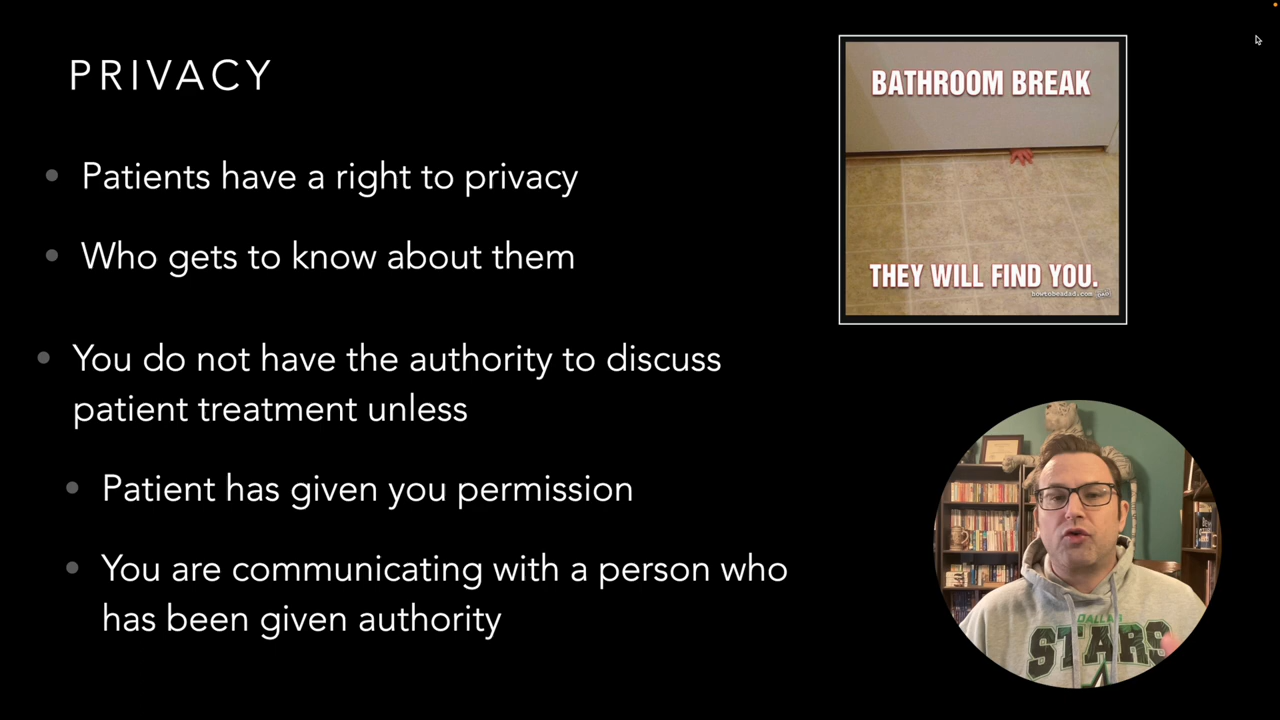 PRIVACY
Patients have a right to privacy
Who gets to know about them
You do not have the authority to discuss
patient treatment unless
Patient has given you permission
You are communicating with a person who
has been given authority
BATHROOM BREAK
THEY WILL FIND YOU.
howtobeadad.com
DALLAS
STARS